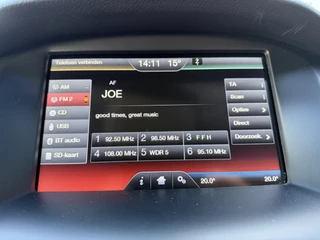 Telefoon verbinden 14:11 15°
AM
AF
TA
FM 2
JOE
Scan
CD
good times, great music
Opties
USB
Direct
BT audio
1 92.50 MHz 2 98.50 MHz 3 F F H
Doorzoek.
SD-kaart
4 108.00 MHz 5 WDR 5 6 95.10 MHz
i 20.0° 20.0°